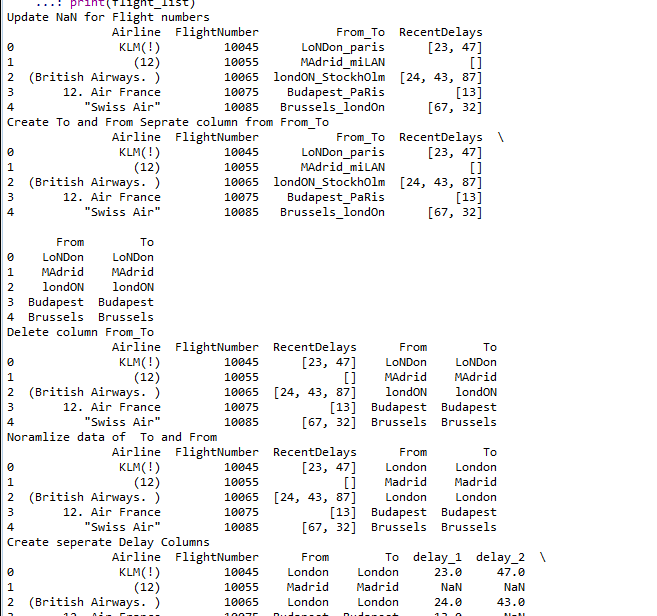 ...: print(flight_list)
Update NaN for Flight numbers
Airline FlightNumber From_To RecentDelays
0 KLM(!) 10045 LoNDon_paris [23, 47]
1 (12) 10055 MAdrid_miLAN []
2 (British Airways. ) 10065 londON_StockhOlm [24, 43, 87]
3 12. Air France 10075 Budapest_PaRis [13]
4 "Swiss Air" 10085 Brussels_londOn [67, 32]
Create To and From Seprate column from From_To
Airline FlightNumber From_To RecentDelays \
0 KLM(!) 10045 LoNDon_paris [23, 47]
1 (12) 10055 MAdrid_miLAN []
2 (British Airways. ) 10065 londON_StockhOlm [24, 43, 87]
3 12. Air France 10075 Budapest_PaRis [13]
4 "Swiss Air" 10085 Brussels_londOn [67, 32]
From To
0 LoNDon LoNDon
1 MAdrid MAdrid
2 londON londON
3 Budapest Budapest
4 Brussels Brussels
Delete column From_To
Airline FlightNumber RecentDelays From To
0 KLM(!) 10045 [23, 47] LoNDon LoNDon
1 (12) 10055 [] MAdrid MAdrid
2 (British Airways. ) 10065 [24, 43, 87] londON londON
3 12. Air France 10075 [13] Budapest Budapest
4 "Swiss Air" 10085 [67, 32] Brussels Brussels
Noramlize data of To and From
Airline FlightNumber RecentDelays From To
0 KLM(!) 10045 [23, 47] London London
1 (12) 10055 [] Madrid Madrid
2 (British Airways. ) 10065 [24, 43, 87] London London
3 12. Air France 10075 [13] Budapest Budapest
4 "Swiss Air" 10085 [67, 32] Brussels Brussels
Create seperate Delay Columns
Airline FlightNumber From To delay_1 delay_2 \
0 KLM(!) 10045 London London 23.0 47.0
1 (12) 10055 Madrid Madrid NaN NaN
2 (British Airways. ) 10065 London London 24.0 43.0